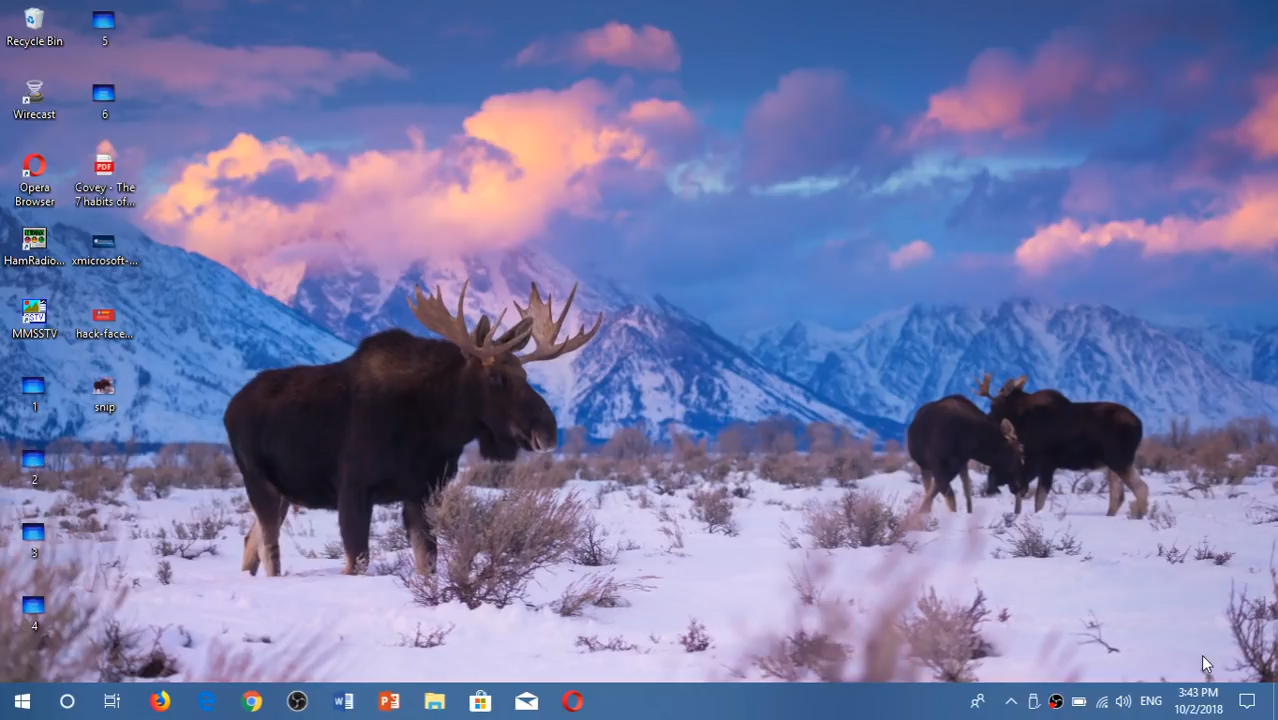 Recycle Bin
5
Wirecast
6
Opera
Browser
PDF
Covey - The
7 habits of...
HamRadio...
xmicrosoft-...
SSTV
MMSSTV
hack-face...
1
snip
2
3
4
ENG
3:43 PM
10/2/2018